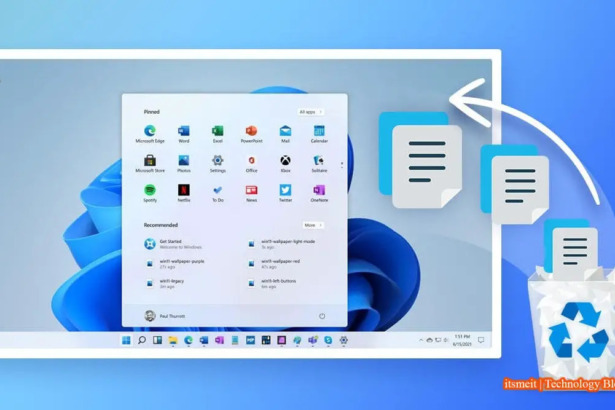 Pinned
All apps >
Microsoft Edge
Word
Excel
PowerPoint
Mail
Calendar
Microsoft Store
Photos
Settings
Office
Xbox
Solitaire
Spotify
Netflix
To Do
News
Twitter
OneNote
Recommended
More >
Get Started
Welcome to Windows
win11-wallpaper-light-mode
win11-wallpaper-purple
win11-wallpaper-red
win11-legacy
win11-left-buttons
Paul Thurrott
1:51 PM
6/15/2021
itsmeit | Technology Blo